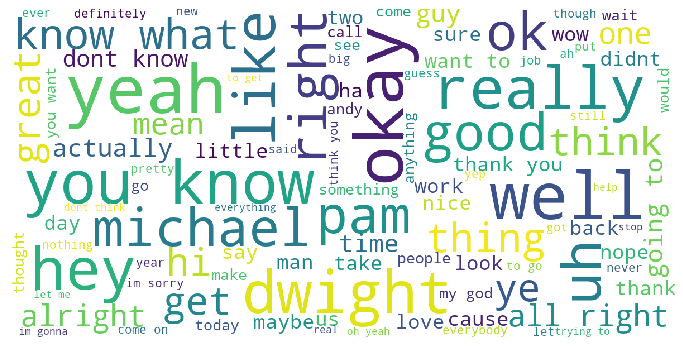 ever
definitely
new
know what
dont know
yeah
great
you want
mean
actually
little
like
right
okay
two
call
see
big
ha
andy
to get
think you
said
guess
anything
guy
sure
want to
come
wow
ah
put
job
ok
though
wait
one
didnt
really
good
think
still
would
thank you
going to
pretty
go
you know
something
work
yep
nice
well
help
dont think
everything
day
michael
pam
thing
got
stop
back
nope
nothing
thought
hey
hi
say
man
time
take
people
look
to go
uh
never
thank
year
make
im sorry
get
dwight
my god
ye
let me
alright
today
maybe
us
love
cause
all right
im gonna
come on
real
oh yeah
everybody
let
trying to